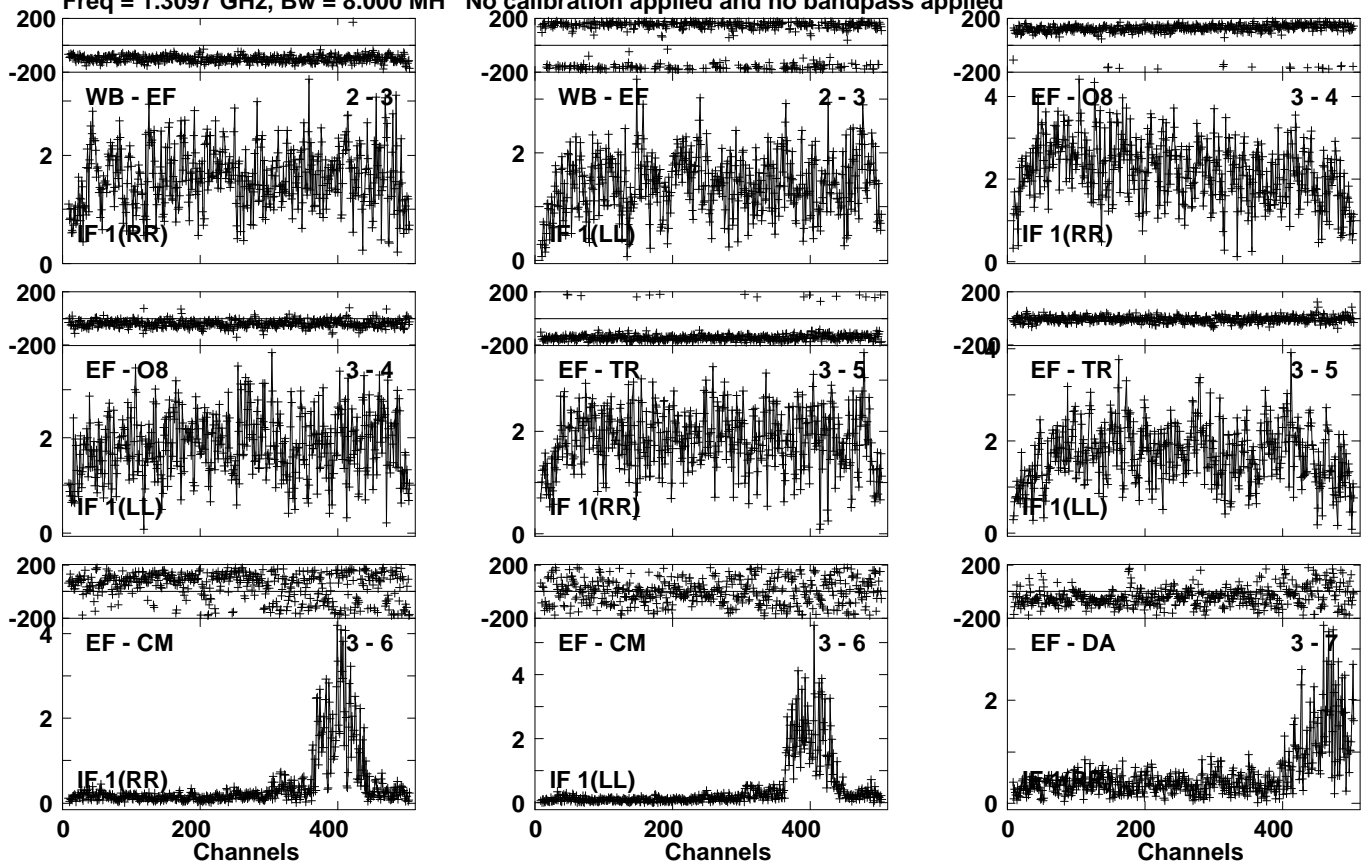 Freq = 1.3097 GHz, Bw = 8.000 MH No calibration applied and no bandpass applied
200 200 200
-200 -200 -200
WB - EF 2 - 3 WB - EF 2 - 3 EF - O8 3 - 4
4
2 2 2
IF 1(RR) IF 1(LL) IF 1(RR)
0 0 0
200 200 200
-200 -200 -200
4
EF - O8 3 - 4 EF - TR 3 - 5 EF - TR 3 - 5
2 2 2
IF 1(LL) IF 1(RR) IF 1(LL)
0 0 0
200 200 200
-200 -200 -200
EF - CM 3 - 6 EF - CM 3 - 6 EF - DA 3 - 7
4 4
2 2 2
IF 1(RR) IF 1(LL) IF 1(RR)
0 0 0
0 200 400 0 200 400 0 200 400
Channels Channels Channels